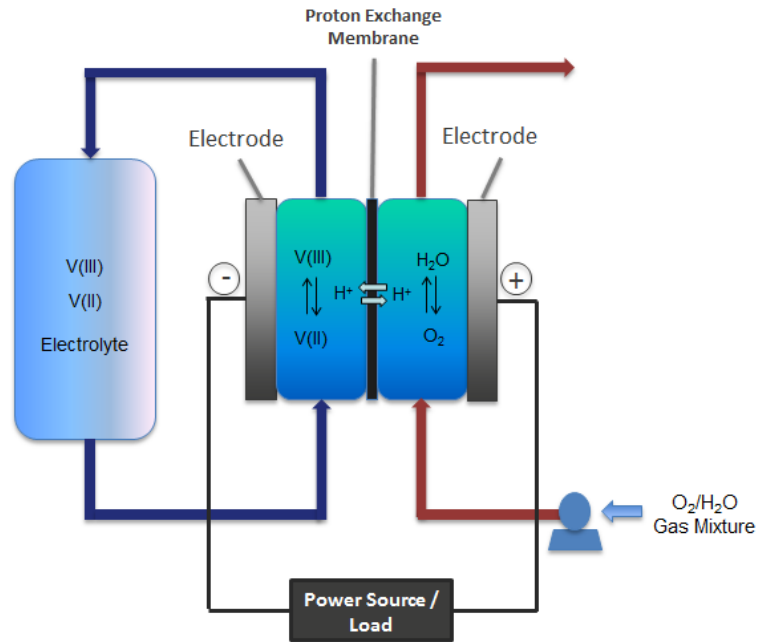 Proton Exchange
Membrane
Electrode
Electrode
V(III)
V(II)
Electrolyte
-
V(III)
V(II)
H⁺
H⁺
H₂O
O₂
+
O₂/H₂O
Gas Mixture
Power Source /
Load